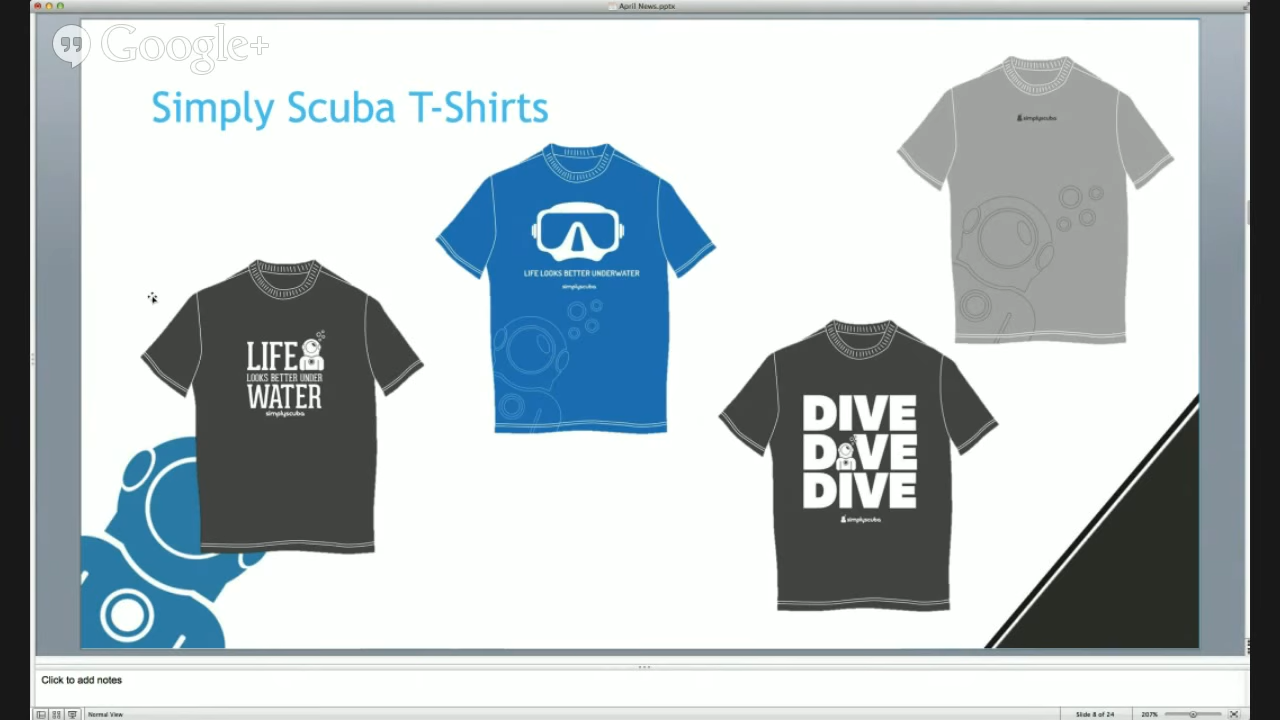 April News.pptx
Google+
Simply Scuba T-Shirts
simplyscuba
LIFE LOOKS BETTER UNDERWATER
simplyscuba
LIFE
LOOKS BETTER UNDER
WATER
simplyscuba
DIVE
DIVE
DIVE
simplyscuba
Click to add notes
Normal View
Slide 8 of 24
207%